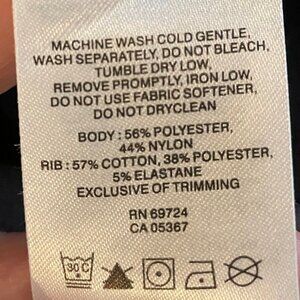 MACHINE WASH COLD GENTLE,
WASH SEPARATELY, DO NOT BLEACH,
TUMBLE DRY LOW,
REMOVE PROMPTLY, IRON LOW,
DO NOT USE FABRIC SOFTENER,
DO NOT DRYCLEAN
BODY : 56% POLYESTER,
44% NYLON
RIB : 57% COTTON, 38% POLYESTER,
5% ELASTANE
EXCLUSIVE OF TRIMMING
RN 69724
CA 05367
30 C